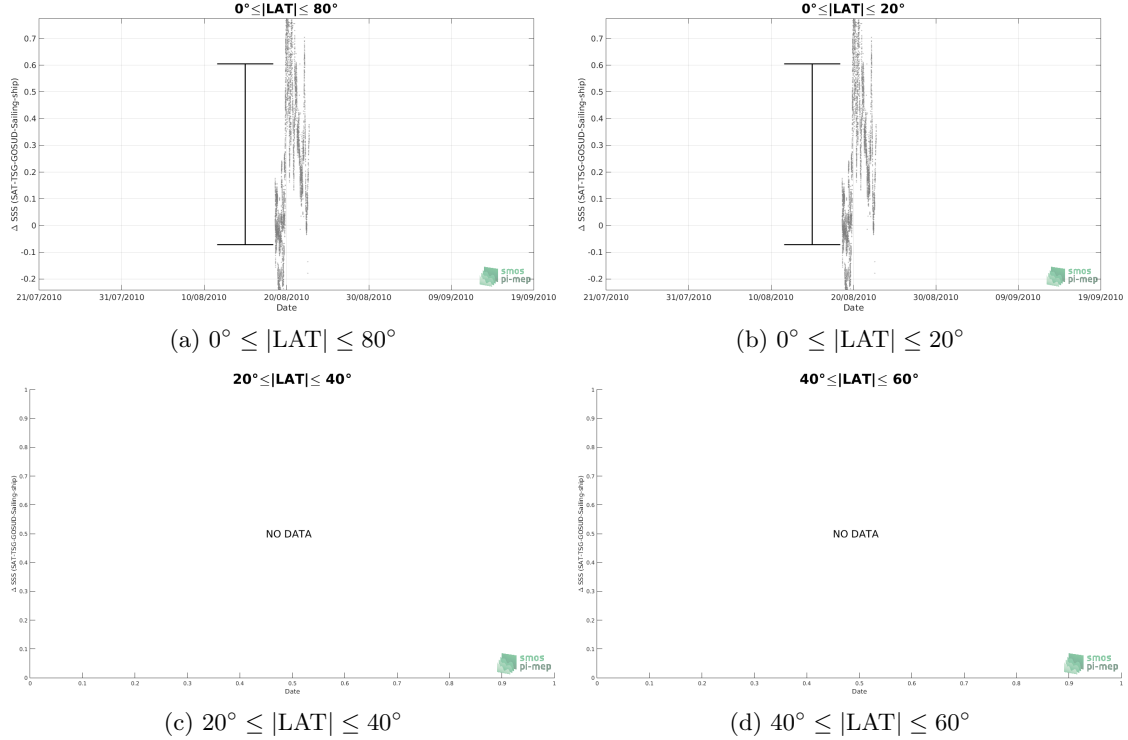 0°≤|LAT|≤ 80°
Δ SSS (SAT-TSG-GOSUD-Sailing-ship)
0.7
0.6
0.5
0.4
0.3
0.2
0.1
0
-0.1
-0.2
21/07/2010 31/07/2010 10/08/2010 20/08/2010 30/08/2010 09/09/2010 19/09/2010
Date
smos
pi-mep
(a) 0° ≤ |LAT| ≤ 80°
0°≤|LAT|≤ 20°
Δ SSS (SAT-TSG-GOSUD-Sailing-ship)
0.7
0.6
0.5
0.4
0.3
0.2
0.1
0
-0.1
-0.2
21/07/2010 31/07/2010 10/08/2010 20/08/2010 30/08/2010 09/09/2010 19/09/2010
Date
smos
pi-mep
(b) 0° ≤ |LAT| ≤ 20°
20°≤|LAT|≤ 40°
Δ SSS (SAT-TSG-GOSUD-Sailing-ship)
1
0.9
0.8
0.7
0.6
0.5
0.4
0.3
0.2
0.1
0
NO DATA
0 0.1 0.2 0.3 0.4 0.5 0.6 0.7 0.8 0.9 1
Date
smos
pi-mep
(c) 20° ≤ |LAT| ≤ 40°
40°≤|LAT|≤ 60°
Δ SSS (SAT-TSG-GOSUD-Sailing-ship)
1
0.9
0.8
0.7
0.6
0.5
0.4
0.3
0.2
0.1
0
NO DATA
0 0.1 0.2 0.3 0.4 0.5 0.6 0.7 0.8 0.9 1
Date
smos
pi-mep
(d) 40° ≤ |LAT| ≤ 60°